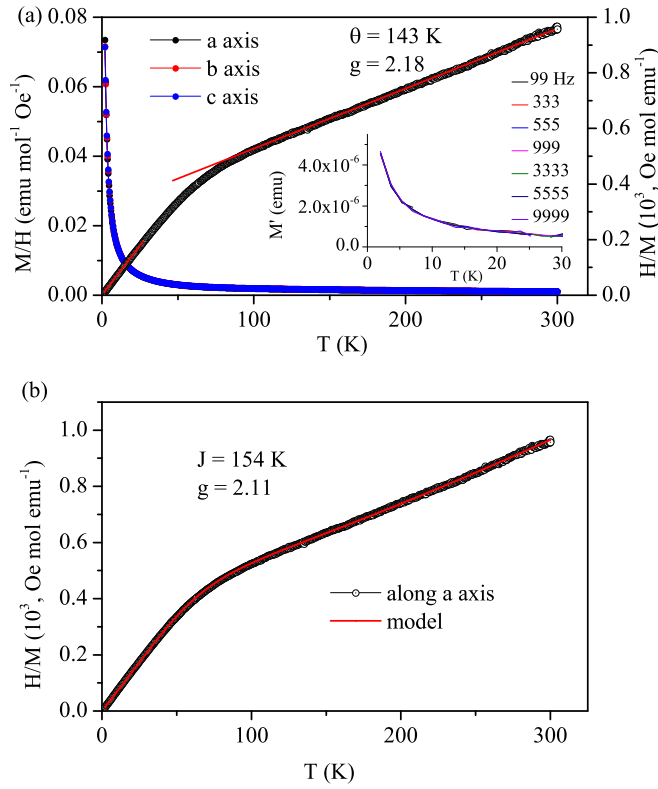 (a)
0.08
0.06
0.04
0.02
0.00
M/H (emu mol⁻¹ Oe⁻¹)
a axis
b axis
c axis
θ = 143 K
g = 2.18
1.0
0.8
0.6
0.4
0.2
0.0
H/M (10³, Oe mol emu⁻¹)
99 Hz
333
555
999
3333
5555
9999
4.0x10⁻⁶
2.0x10⁻⁶
0.0
M' (emu)
0 10 20 30
T (K)
0 100 200 300
T (K)
(b)
1.0
0.8
0.6
0.4
0.2
0.0
H/M (10³, Oe mol emu⁻¹)
J = 154 K
g = 2.11
along a axis
model
0 100 200 300
T (K)